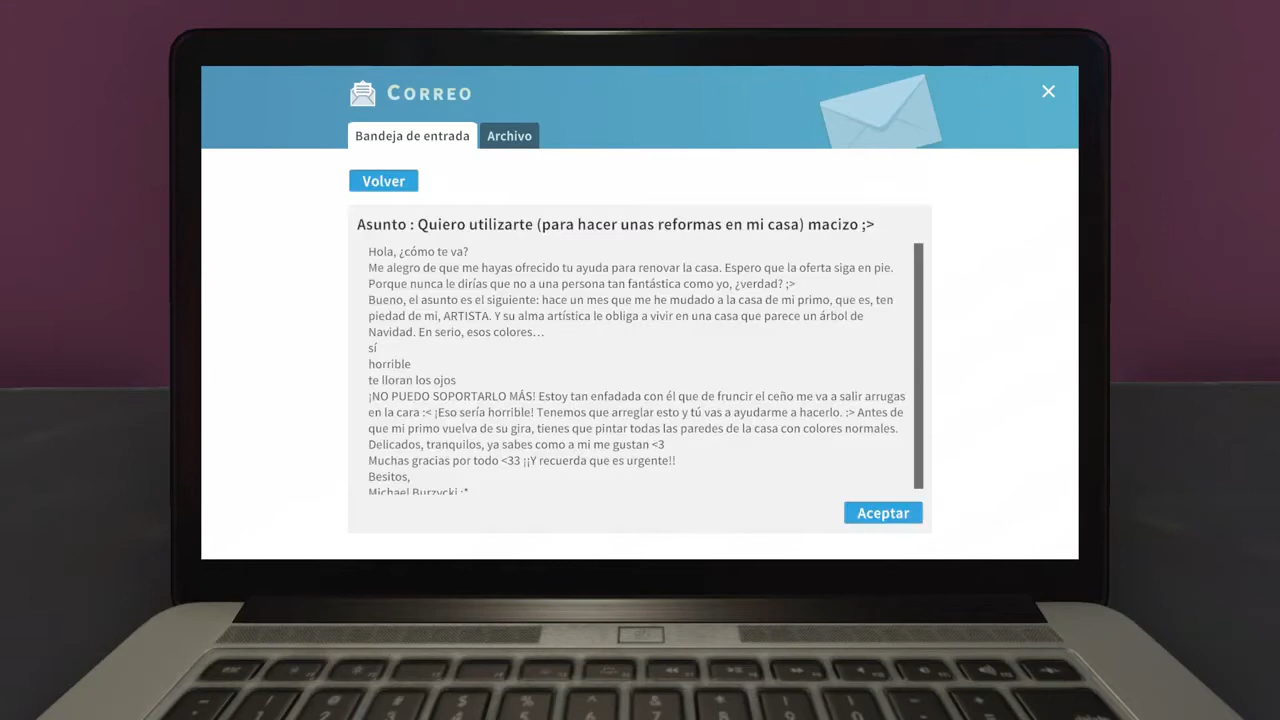 Correo
Bandeja de entrada
Archivo
Volver
Asunto : Quiero utilizarte (para hacer unas reformas en mi casa) macizo ;>
Hola, ¿cómo te va?
Me alegro de que me hayas ofrecido tu ayuda para renovar la casa. Espero que la oferta siga en pie.
Porque nunca le dirías que no a una persona tan fantástica como yo, ¿verdad? ;>
Bueno, el asunto es el siguiente: hace un mes que me he mudado a la casa de mi primo, que es, ten
piedad de mi, ARTISTA. Y su alma artística le obliga a vivir en una casa que parece un árbol de
Navidad. En serio, esos colores...
sí
horrible
te lloran los ojos
¡NO PUEDO SOPORTARLO MÁS! Estoy tan enfadada con él que de fruncir el ceño me va a salir arrugas
en la cara :< ¡Eso sería horrible! Tenemos que arreglar esto y tú vas a ayudarme a hacerlo. :> Antes de
que mi primo vuelva de su gira, tienes que pintar todas las paredes de la casa con colores normales.
Delicados, tranquilos, ya sabes como a mi me gustan <3
Muchas gracias por todo <33 ¡¡Y recuerda que es urgente!!
Besitos,
Michael Burzycki :*
Aceptar